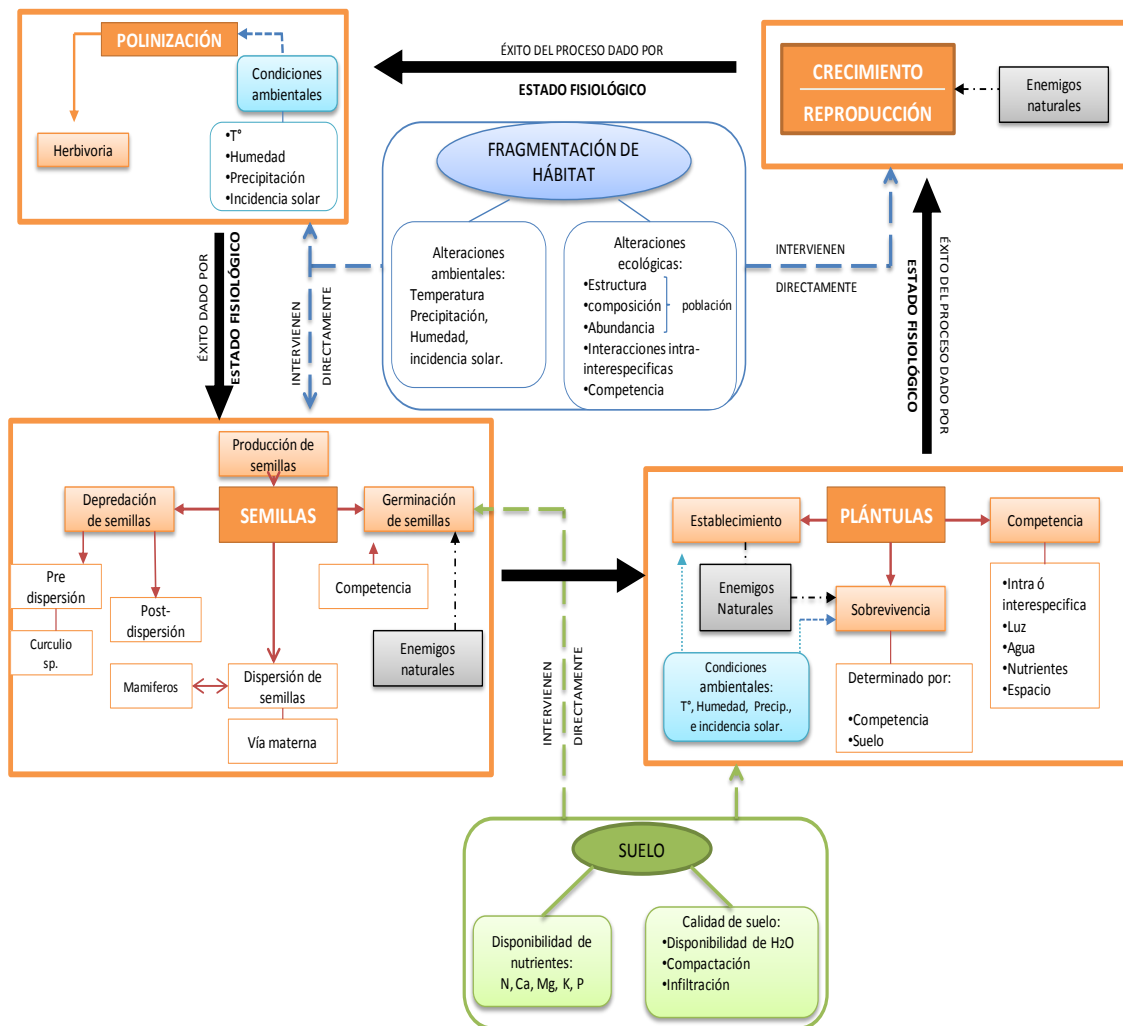 POLINIZACIÓN
Condiciones
ambientales
•T°
•Humedad
•Precipitación
•Incidencia solar
Herbivoria
ÉXITO DEL PROCESO DADO POR
ESTADO FISIOLÓGICO
CRECIMIENTO
REPRODUCCIÓN
Enemigos
naturales
FRAGMENTACIÓN DE
HÁBITAT
Alteraciones
ambientales:
Temperatura
Precipitación,
Humedad,
incidencia solar.
Alteraciones
ecológicas:
•Estructura
•composición
•Abundancia
población
•Interacciones intra-
interespecificas
•Competencia
INTERVIENEN
DIRECTAMENTE
ÉXITO DADO POR
ESTADO FISIOLÓGICO
INTERVIENEN
DIRECTAMENTE
ESTADO FISIOLÓGICO
ÉXITO DEL PROCESO DADO POR
Producción de
semillas
Depredación
de semillas
SEMILLAS
Germinación
de semillas
Pre
dispersión
Curculio
sp.
Post-
dispersión
Competencia
Enemigos
naturales
Mamiferos
Dispersión de
semillas
Vía materna
INTERVIENEN
DIRECTAMENTE
Establecimiento
PLÁNTULAS
Competencia
Enemigos
Naturales
Sobrevivencia
•Intra ó
interespecifica
•Luz
•Agua
•Nutrientes
•Espacio
Condiciones
ambientales:
T°, Humedad, Precip.,
e incidencia solar.
Determinado por:
•Competencia
•Suelo
SUELO
Disponibilidad de
nutrientes:
N, Ca, Mg, K, P
Calidad de suelo:
•Disponibilidad de H2O
•Compactación
•Infiltración